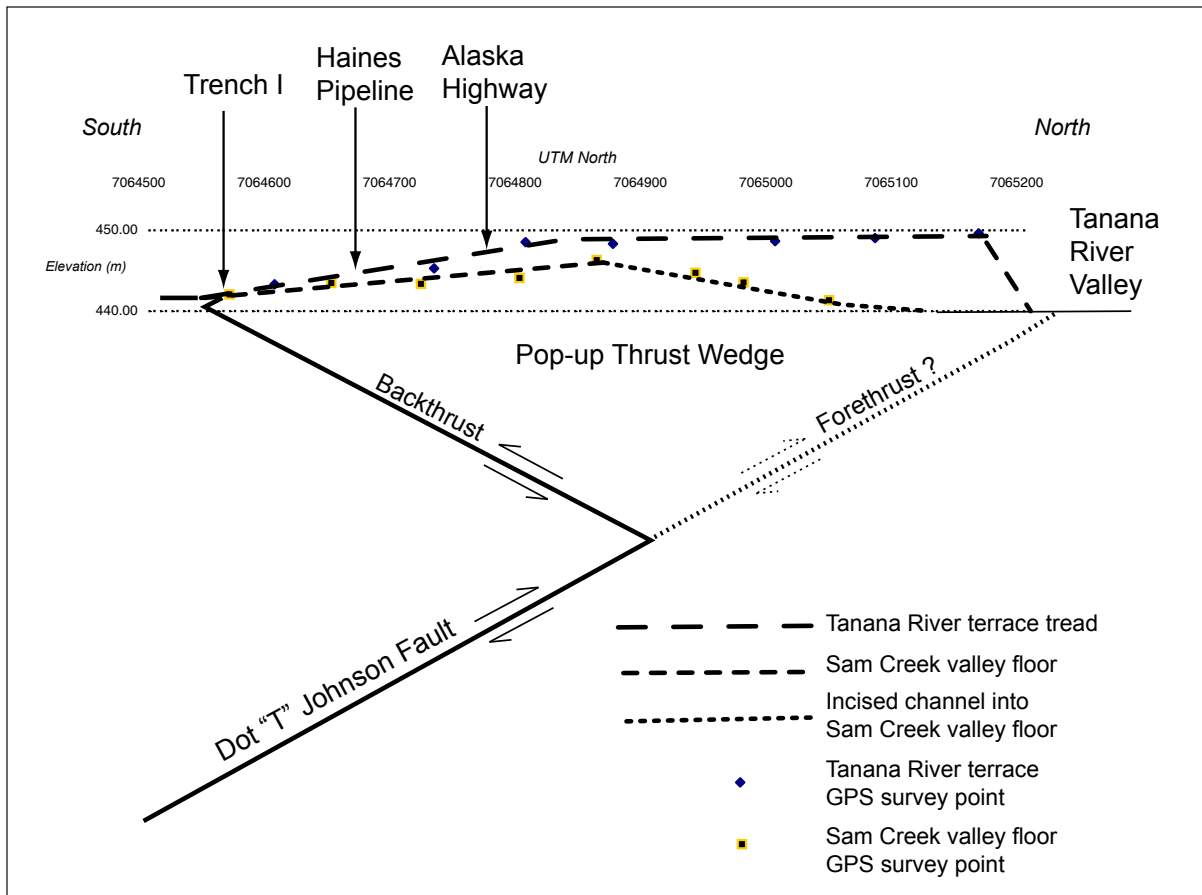 Trench I
Haines
Pipeline
Alaska
Highway
South
North
UTM North
7064500 7064600 7064700 7064800 7064900 7065000 7065100 7065200
450.00
Tanana
River
Valley
Elevation (m)
440.00
Pop-up Thrust Wedge
Backthrust
Forethrust ?
Dot “T” Johnson Fault
Tanana River terrace tread
Sam Creek valley floor
Incised channel into
Sam Creek valley floor
Tanana River terrace
GPS survey point
Sam Creek valley floor
GPS survey point